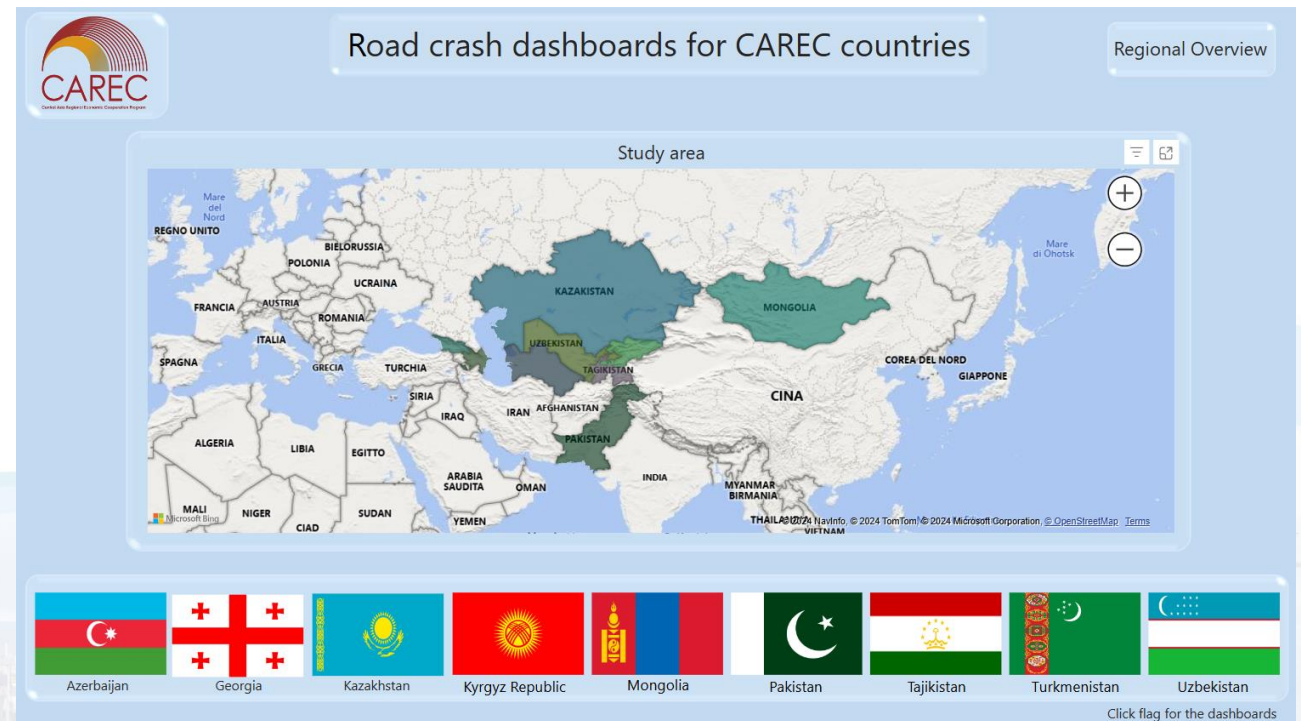 CAREC
Central Asia Regional Economic Cooperation Program
Road crash dashboards for CAREC countries
Regional Overview
Study area
Mare
del
Nord
REGNO UNITO
BIELORUSSIA
POLONIA
UCRAINA
FRANCIA
AUSTRIA
ROMANIA
ITALIA
SPAGNA
GRECIA
TURCHIA
SIRIA
IRAQ
IRAN
AFGHANISTAN
KAZAKISTAN
UZBEKISTAN
TAGIKISTAN
PAKISTAN
MONGOLIA
CINA
COREA DEL NORD
GIAPPONE
Mare
di Ohotsk
ALGERIA
LIBIA
EGITTO
ARABIA
SAUDITA
OMAN
INDIA
MYANMAR
BIRMANIA
MALI
NIGER
CIAD
SUDAN
YEMEN
VIETNAM
Microsoft Bing
© 2024 NavInfo, © 2024 TomTom, © 2024 Microsoft Corporation, © OpenStreetMap Terms
Azerbaijan
Georgia
Kazakhstan
Kyrgyz Republic
Mongolia
Pakistan
Tajikistan
Turkmenistan
Uzbekistan
Click flag for the dashboards